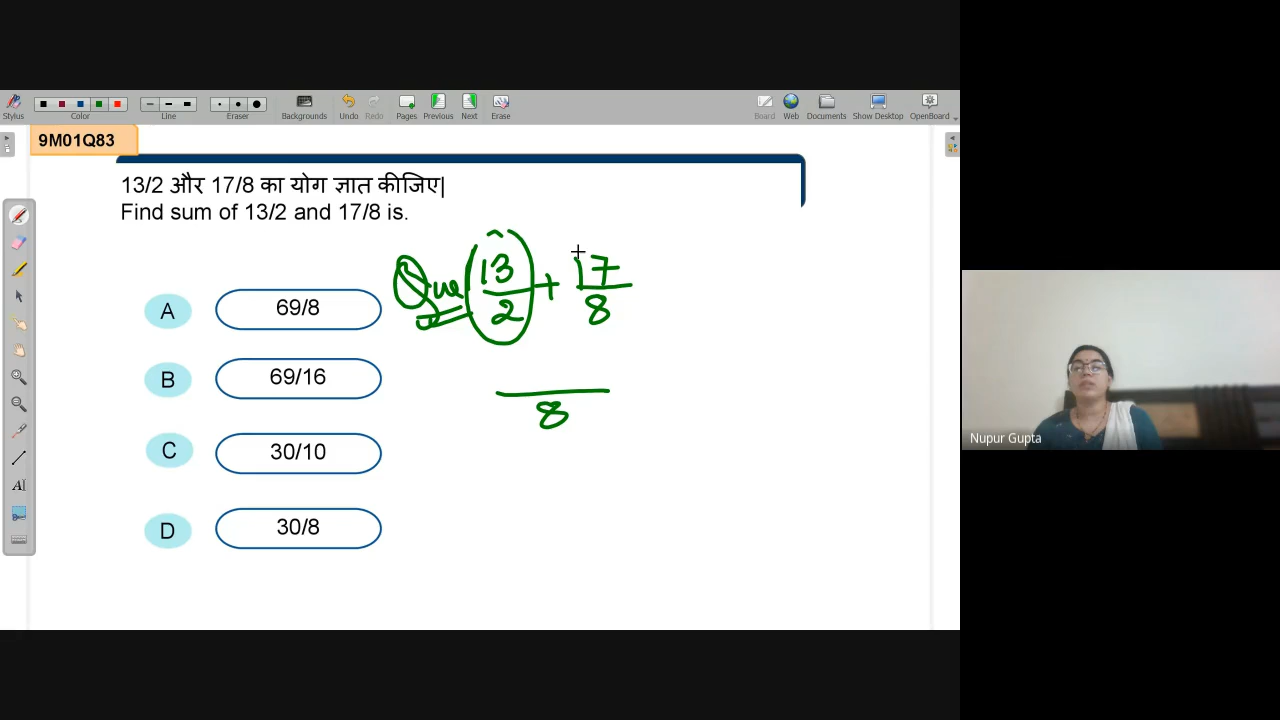 Stylus
Color
Line
Eraser
Backgrounds
Undo
Redo
Pages
Previous
Next
Erase
Board
Web
Documents
Show Desktop
OpenBoard
9M01Q83
13/2 और 17/8 का योग ज्ञात कीजिए|
Find sum of 13/2 and 17/8 is.
Que 13/2 + 17/8
8
A 69/8
B 69/16
C 30/10
D 30/8
Nupur Gupta